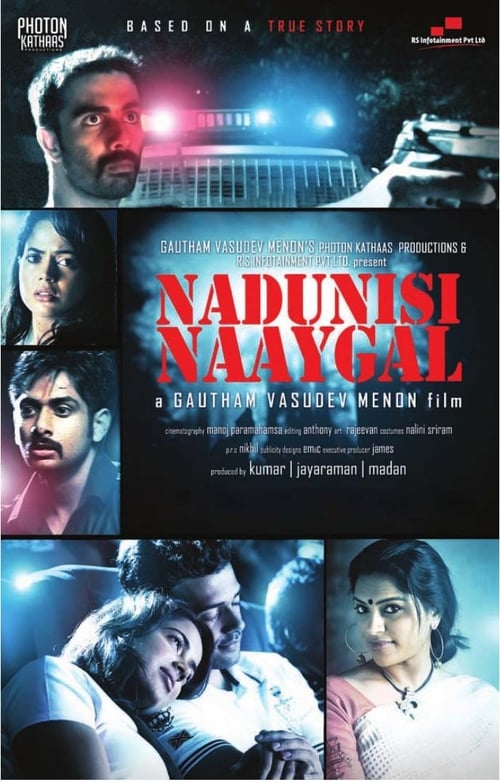 PHOTON
KATHAAS
PRODUCTIONS
BASED ON A TRUE STORY
RS Infotainment Pvt Ltd
GAUTHAM VASUDEV MENON'S PHOTON KATHAAS PRODUCTIONS &
R.S.INFOTAINMENT PVT.LTD. present
NADUNISI
NAAYGAL
a GAUTHAM VASUDEV MENON film
cinematography manoj paramahamsa editing anthony art rajeevan costumes nalini sriram
p.r.o nikhil publicity designs emic executive producer james
produced by kumar | jayaraman | madan